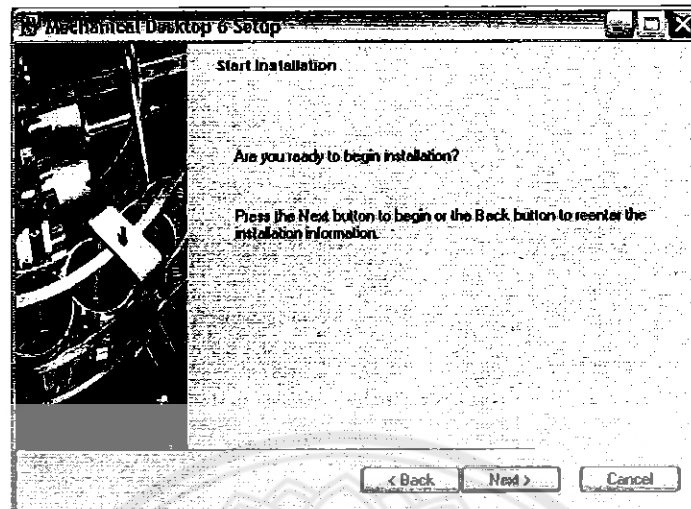 Mechanical Desktop 6 Setup
Start Installation
Are you ready to begin installation?
Press the Next button to begin or the Back button to reenter the
installation information.
< Back Next > Cancel